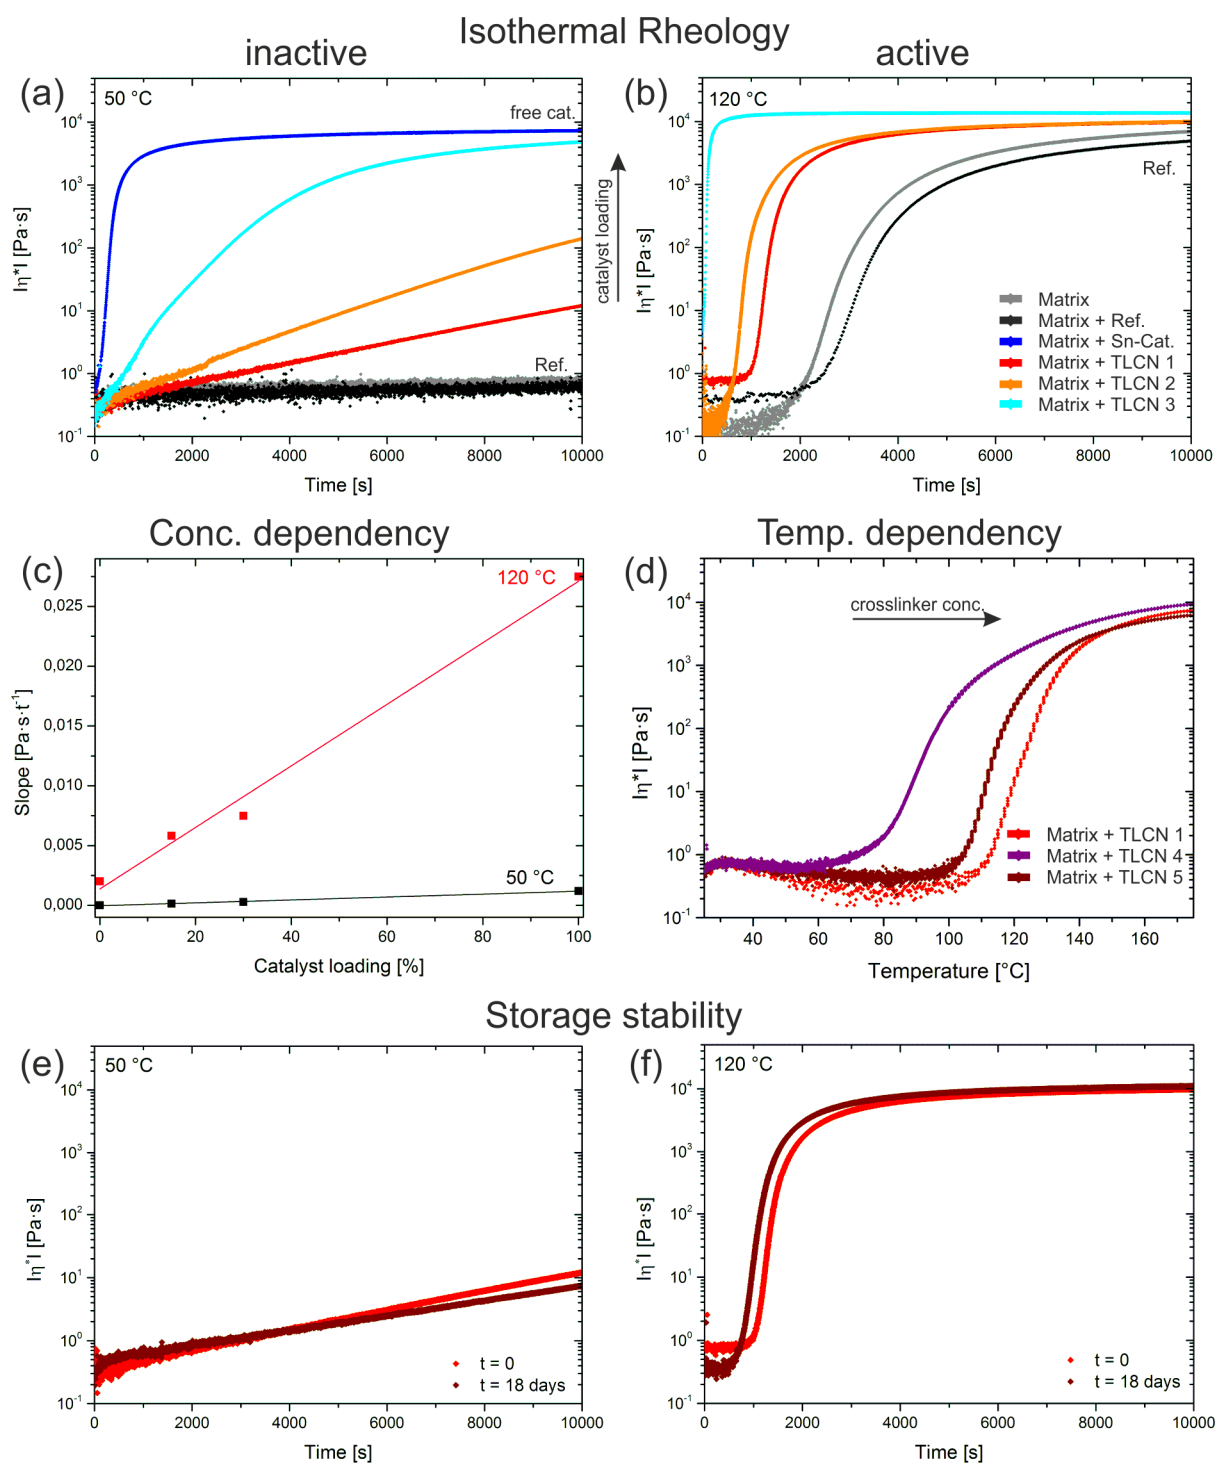 Isothermal Rheology
inactive
active
(a)
50 °C
free cat.
Ref.
10⁴
10³
10²
10¹
10⁰
10⁻¹
Iη*I [Pa·s]
0 2000 4000 6000 8000 10000
Time [s]
catalyst loading
(b)
120 °C
Ref.
10⁴
10³
10²
10¹
10⁰
10⁻¹
Iη*I [Pa·s]
Matrix
Matrix + Ref.
Matrix + Sn-Cat.
Matrix + TLCN 1
Matrix + TLCN 2
Matrix + TLCN 3
0 2000 4000 6000 8000 10000
Time [s]
Conc. dependency
(c)
120 °C
50 °C
0,025
0,020
0,015
0,010
0,005
0,000
Slope [Pa·s·t⁻¹]
0 20 40 60 80 100
Catalyst loading [%]
Temp. dependency
(d)
crosslinker conc.
10⁴
10³
10²
10¹
10⁰
10⁻¹
Iη*I [Pa·s]
Matrix + TLCN 1
Matrix + TLCN 4
Matrix + TLCN 5
40 60 80 100 120 140 160
Temperature [°C]
Storage stability
(e)
50 °C
10⁴
10³
10²
10¹
10⁰
10⁻¹
Iη*I [Pa·s]
t = 0
t = 18 days
0 2000 4000 6000 8000 10000
Time [s]
(f)
120 °C
10⁴
10³
10²
10¹
10⁰
10⁻¹
Iη*I [Pa·s]
t = 0
t = 18 days
0 2000 4000 6000 8000 10000
Time [s]